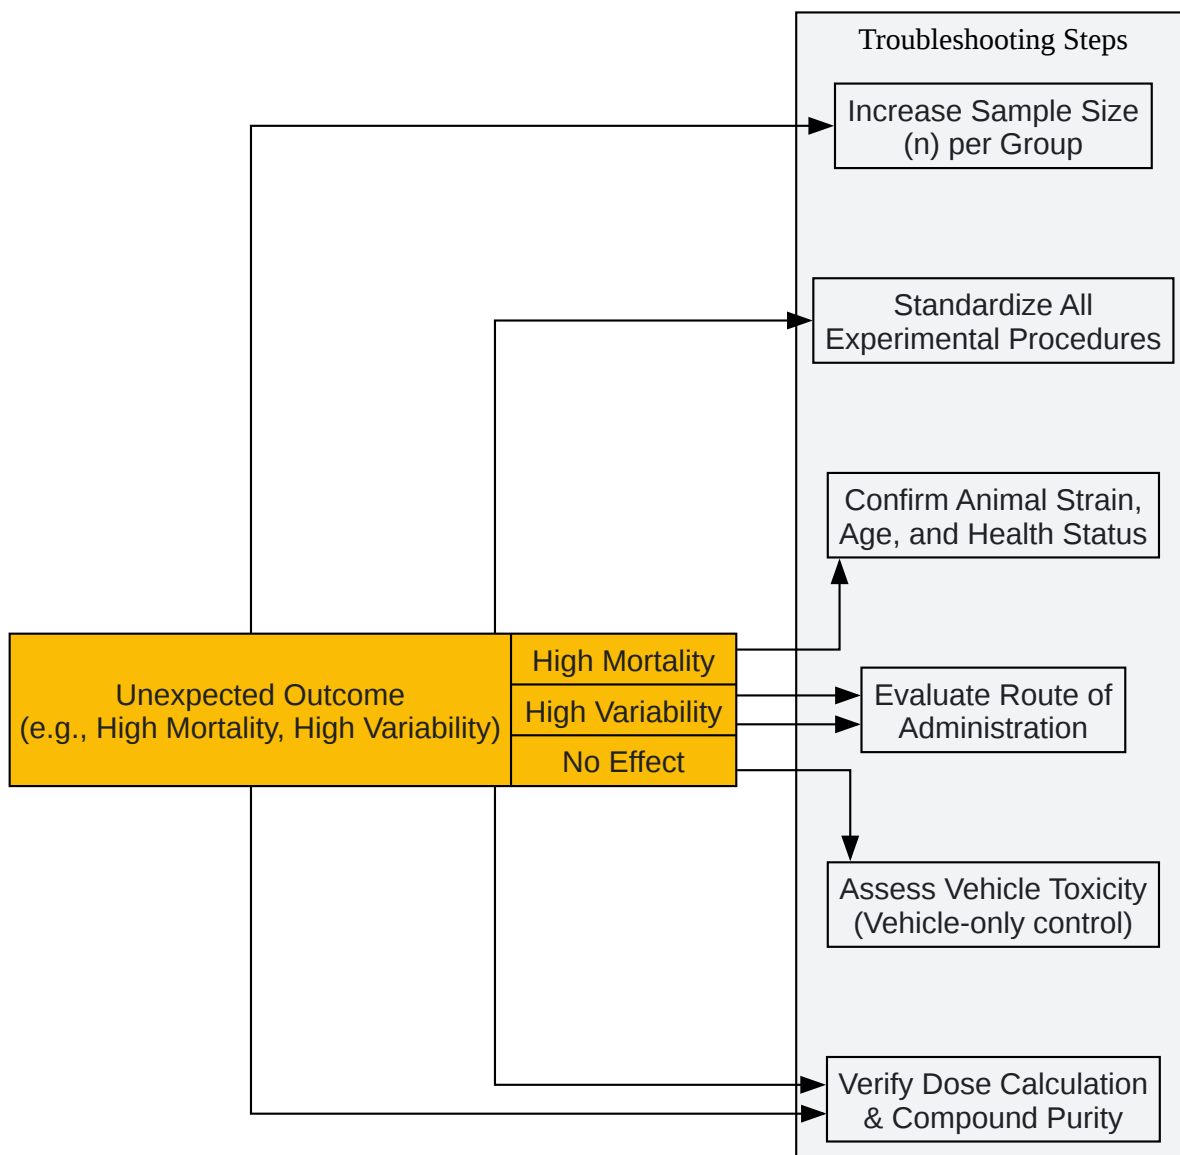 Troubleshooting Steps
Increase Sample Size
(n) per Group
Standardize All
Experimental Procedures
Confirm Animal Strain,
Age, and Health Status
Unexpected Outcome
(e.g., High Mortality, High Variability)
High Mortality
High Variability
No Effect
Evaluate Route of
Administration
Assess Vehicle Toxicity
(Vehicle-only control)
Verify Dose Calculation
& Compound Purity